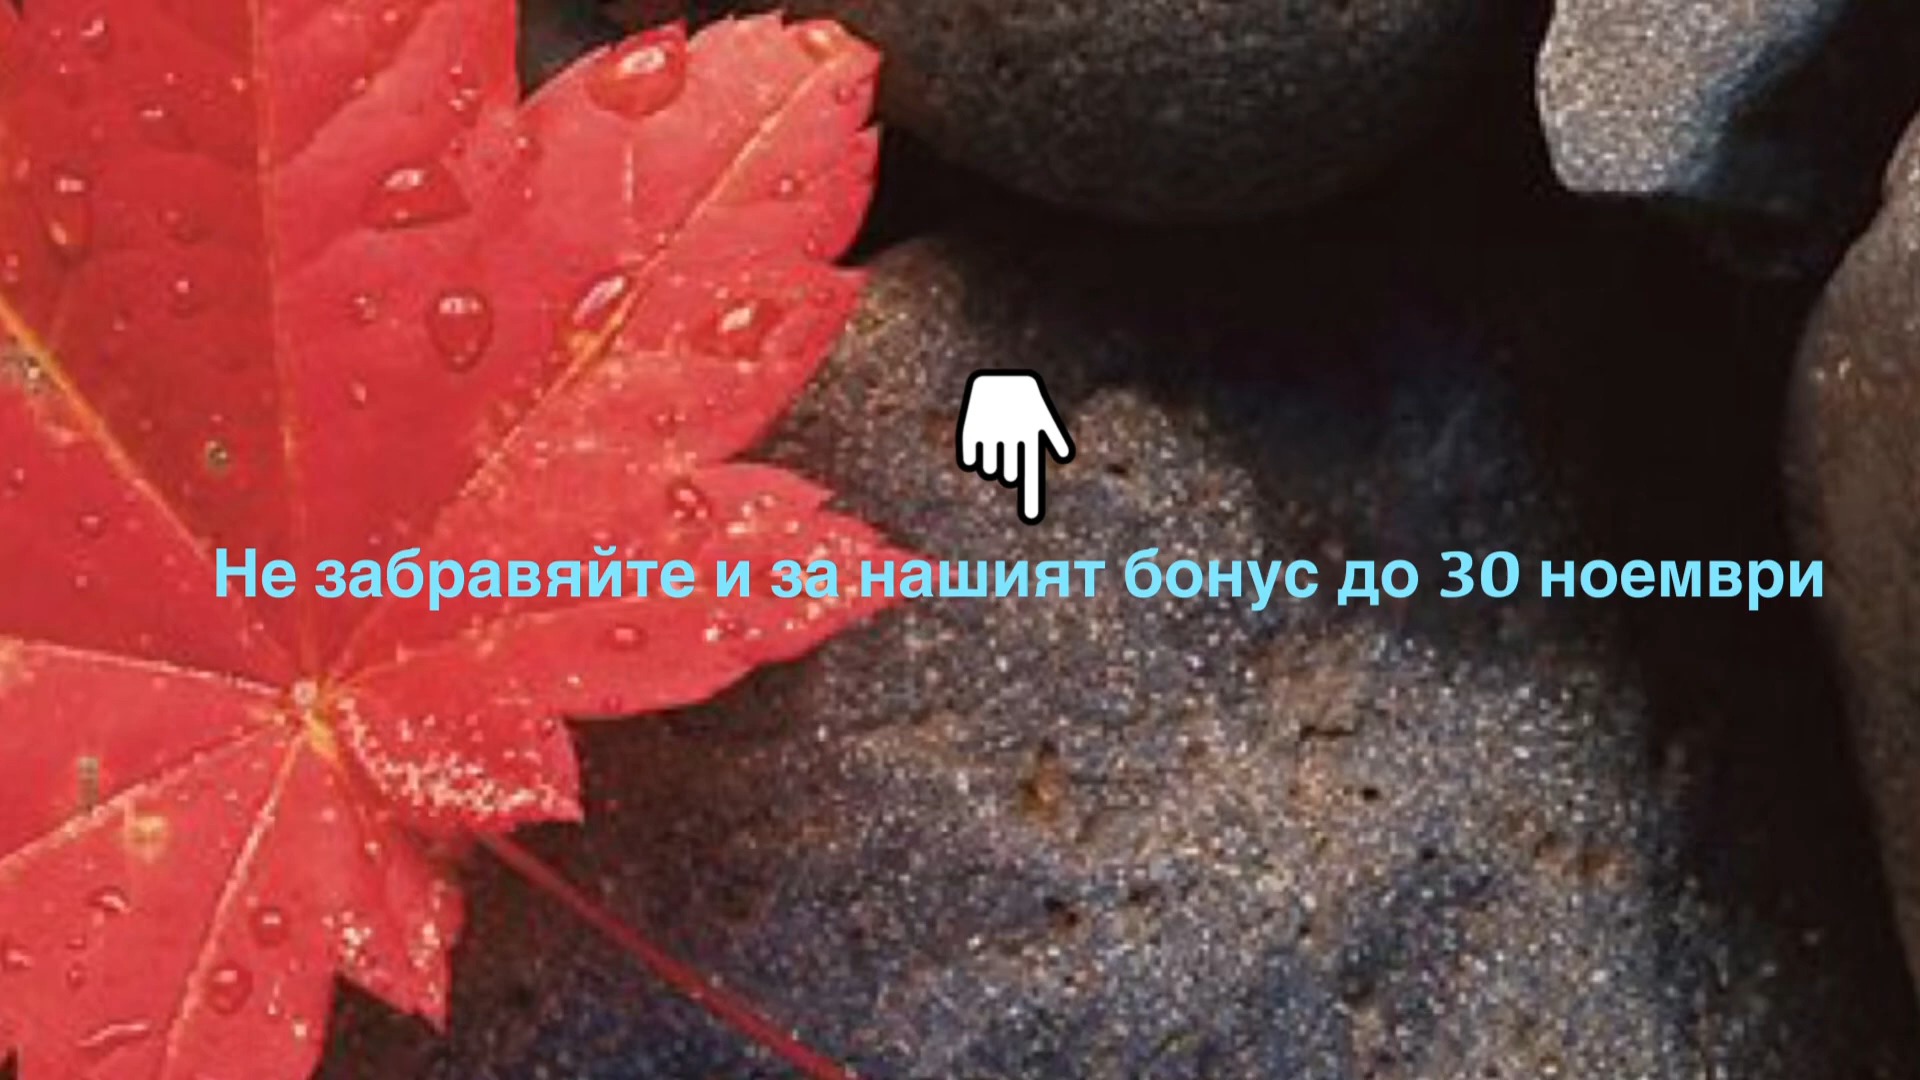 Не забравяйте и за нашият бонус до 30 ноември